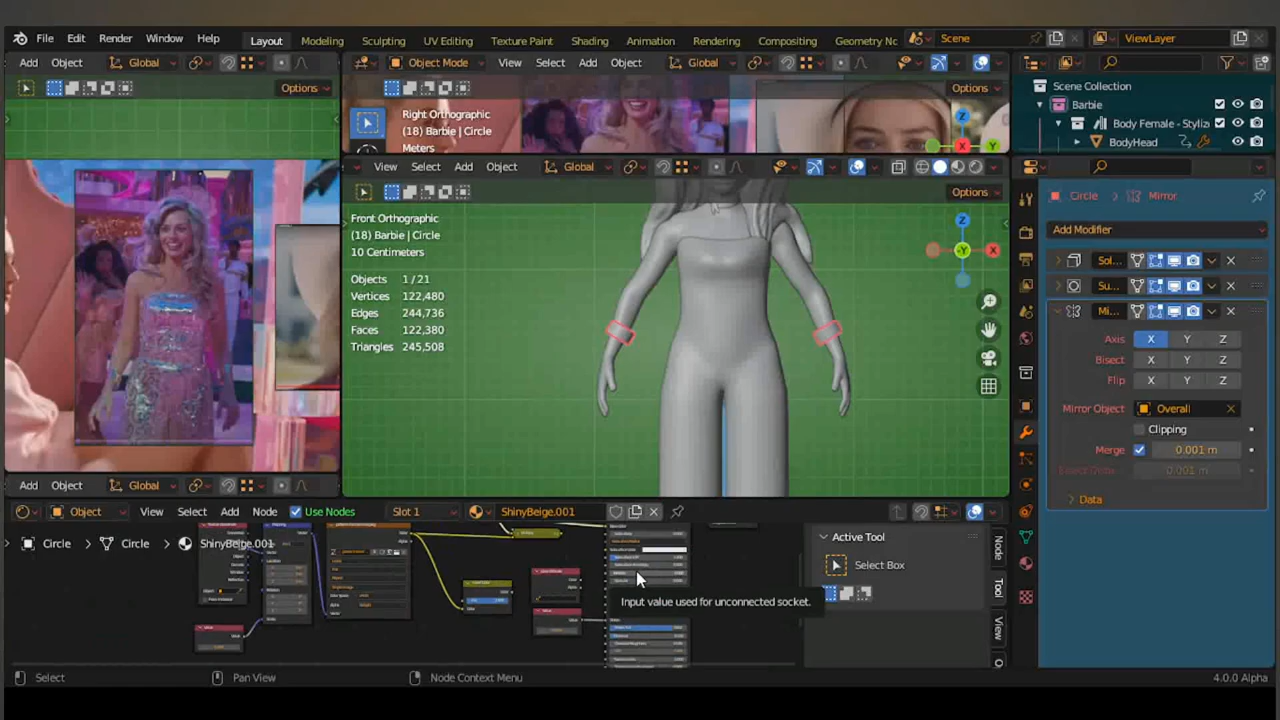 File Edit Render Window Help
Layout Modeling Sculpting UV Editing Texture Paint Shading Animation Rendering Compositing Geometry Nc
Scene
ViewLayer
Add Object Global
Options
Object Mode View Select Add Object Global
Options
Right Orthographic
(18) Barbie | Circle
Meters
Z
X
Y
Scene Collection
Barbie
Body Female - Styliz
BodyHead
View Select Add Object Global
Options
Front Orthographic
(18) Barbie | Circle
10 Centimeters
Objects 1/21
Vertices 122,480
Edges 244,736
Faces 122,380
Triangles 245,508
Z
-Y
X
Circle Mirror
Add Modifier
Sol...
Su...
Mi...
Axis X Y Z
Bisect X Y Z
Flip X Y Z
Mirror Object Overall
Clipping
Merge 0.001 m
0.001 m
Data
Add Object Global
Object View Select Add Node Use Nodes Slot 1 ShinyBeige.001
Circle Circle ShinyBeige.001
Input value used for unconnected socket.
Active Tool
Select Box
Node
Tool
View
Select
Pan View
Node Context Menu
4.0.0 Alpha